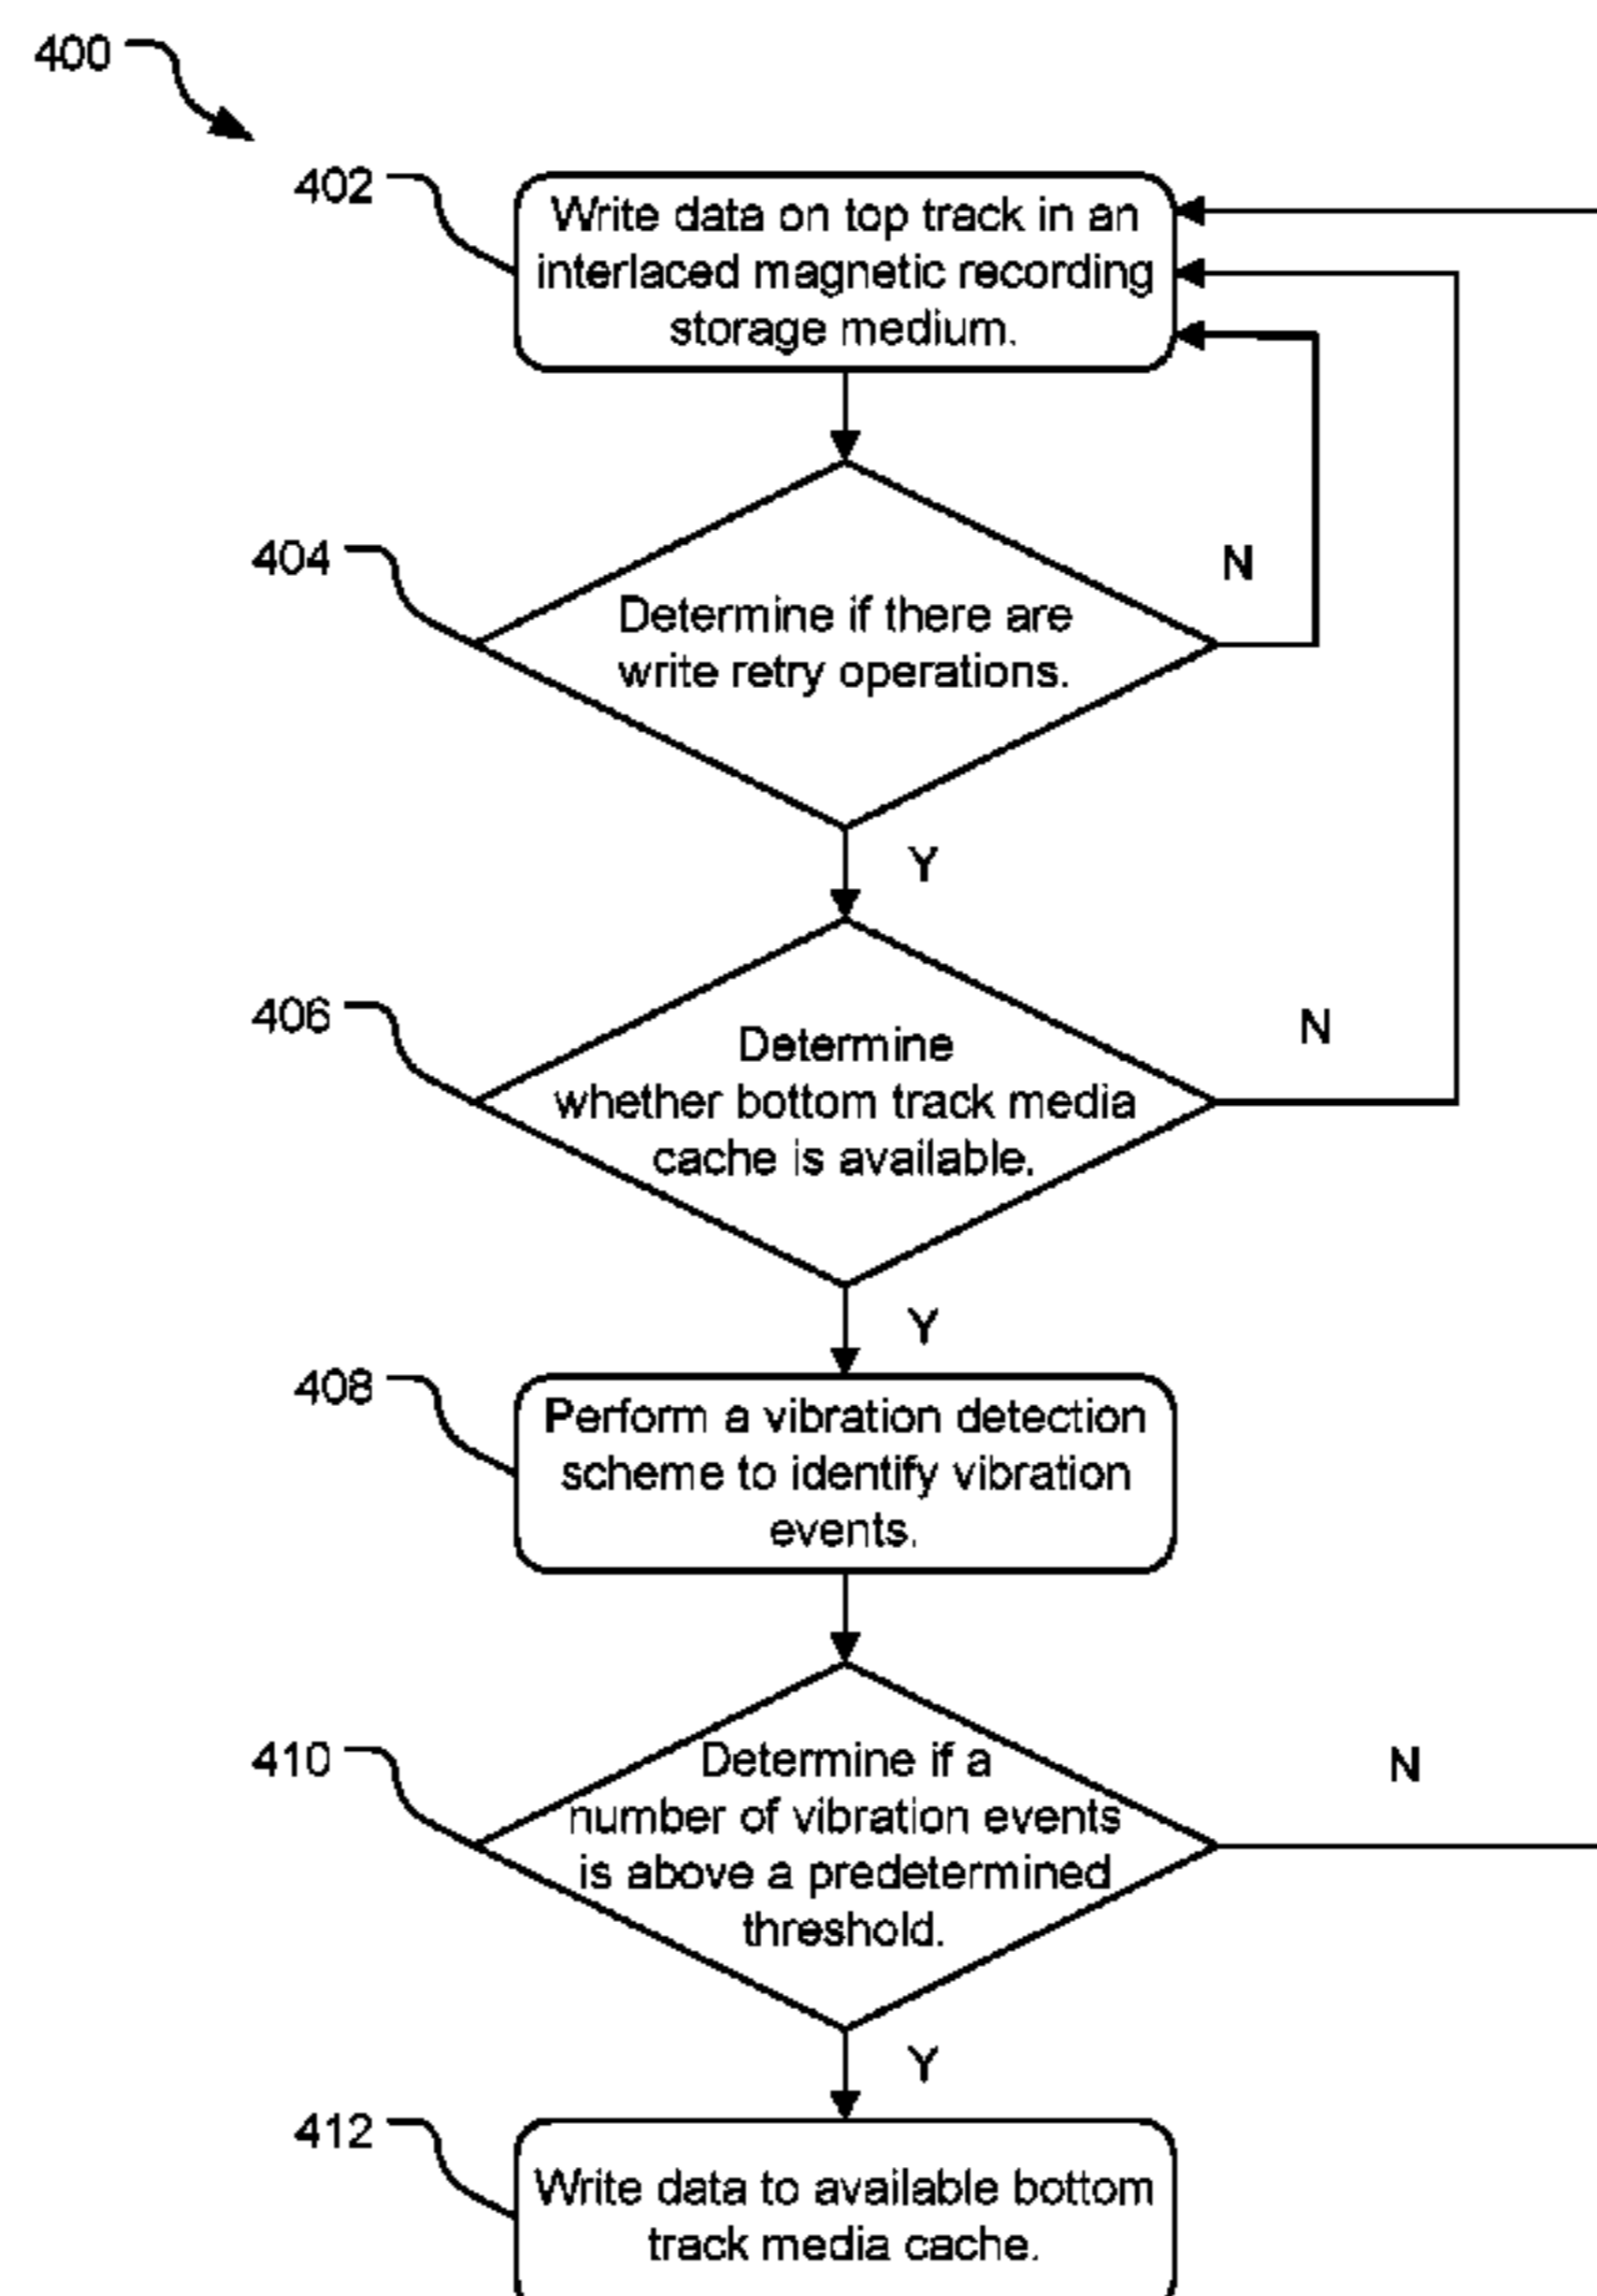 400
402
Write data on top track in an
interlaced magnetic recording
storage medium.
404
N
Determine if there are
write retry operations.
Y
406
N
Determine
whether bottom track media
cache is available.
Y
408
Perform a vibration detection
scheme to identify vibration
events.
410
N
Determine if a
number of vibration events
is above a predetermined
threshold.
Y
412
Write data to available bottom
track media cache.